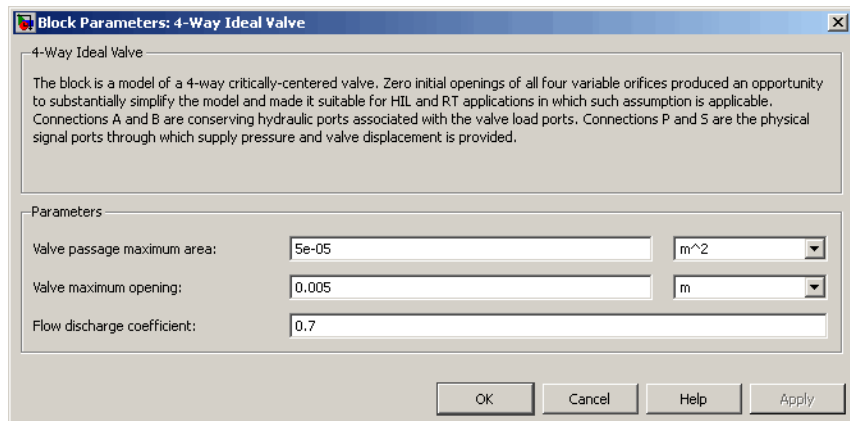 Block Parameters: 4-Way Ideal Valve
4-Way Ideal Valve
The block is a model of a 4-way critically-centered valve. Zero initial openings of all four variable orifices produced an opportunity
to substantially simplify the model and made it suitable for HIL and RT applications in which such assumption is applicable.
Connections A and B are conserving hydraulic ports associated with the valve load ports. Connections P and S are the physical
signal ports through which supply pressure and valve displacement is provided.
Parameters
Valve passage maximum area: 5e-05 m^2
Valve maximum opening: 0.005 m
Flow discharge coefficient: 0.7
OK Cancel Help Apply